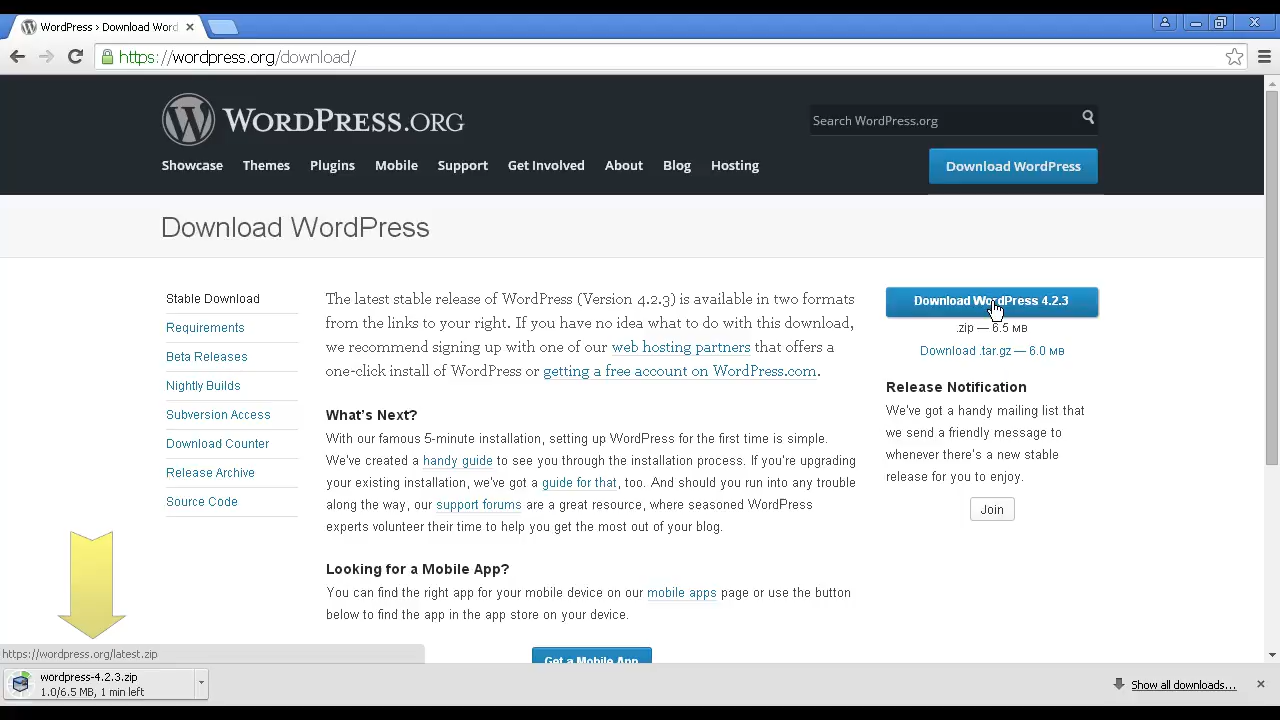 WordPress › Download Word
https://wordpress.org/download/
WORDPRESS.ORG
Search WordPress.org
Showcase Themes Plugins Mobile Support Get Involved About Blog Hosting
Download WordPress
Download WordPress
Stable Download
Requirements
Beta Releases
Nightly Builds
Subversion Access
Download Counter
Release Archive
Source Code
The latest stable release of WordPress (Version 4.2.3) is available in two formats
from the links to your right. If you have no idea what to do with this download,
we recommend signing up with one of our web hosting partners that offers a
one-click install of WordPress or getting a free account on WordPress.com.
What's Next?
With our famous 5-minute installation, setting up WordPress for the first time is simple.
We've created a handy guide to see you through the installation process. If you're upgrading
your existing installation, we've got a guide for that, too. And should you run into any trouble
along the way, our support forums are a great resource, where seasoned WordPress
experts volunteer their time to help you get the most out of your blog.
Looking for a Mobile App?
You can find the right app for your mobile device on our mobile apps page or use the button
below to find the app in the app store on your device.
Get a Mobile App
Download WordPress 4.2.3
.zip — 6.5 MB
Download .tar.gz — 6.0 MB
Release Notification
We've got a handy mailing list that
we send a friendly message to
whenever there's a new stable
release for you to enjoy.
Join
https://wordpress.org/latest.zip
wordpress-4.2.3.zip
1.0/6.5 MB, 1 min left
Show all downloads...